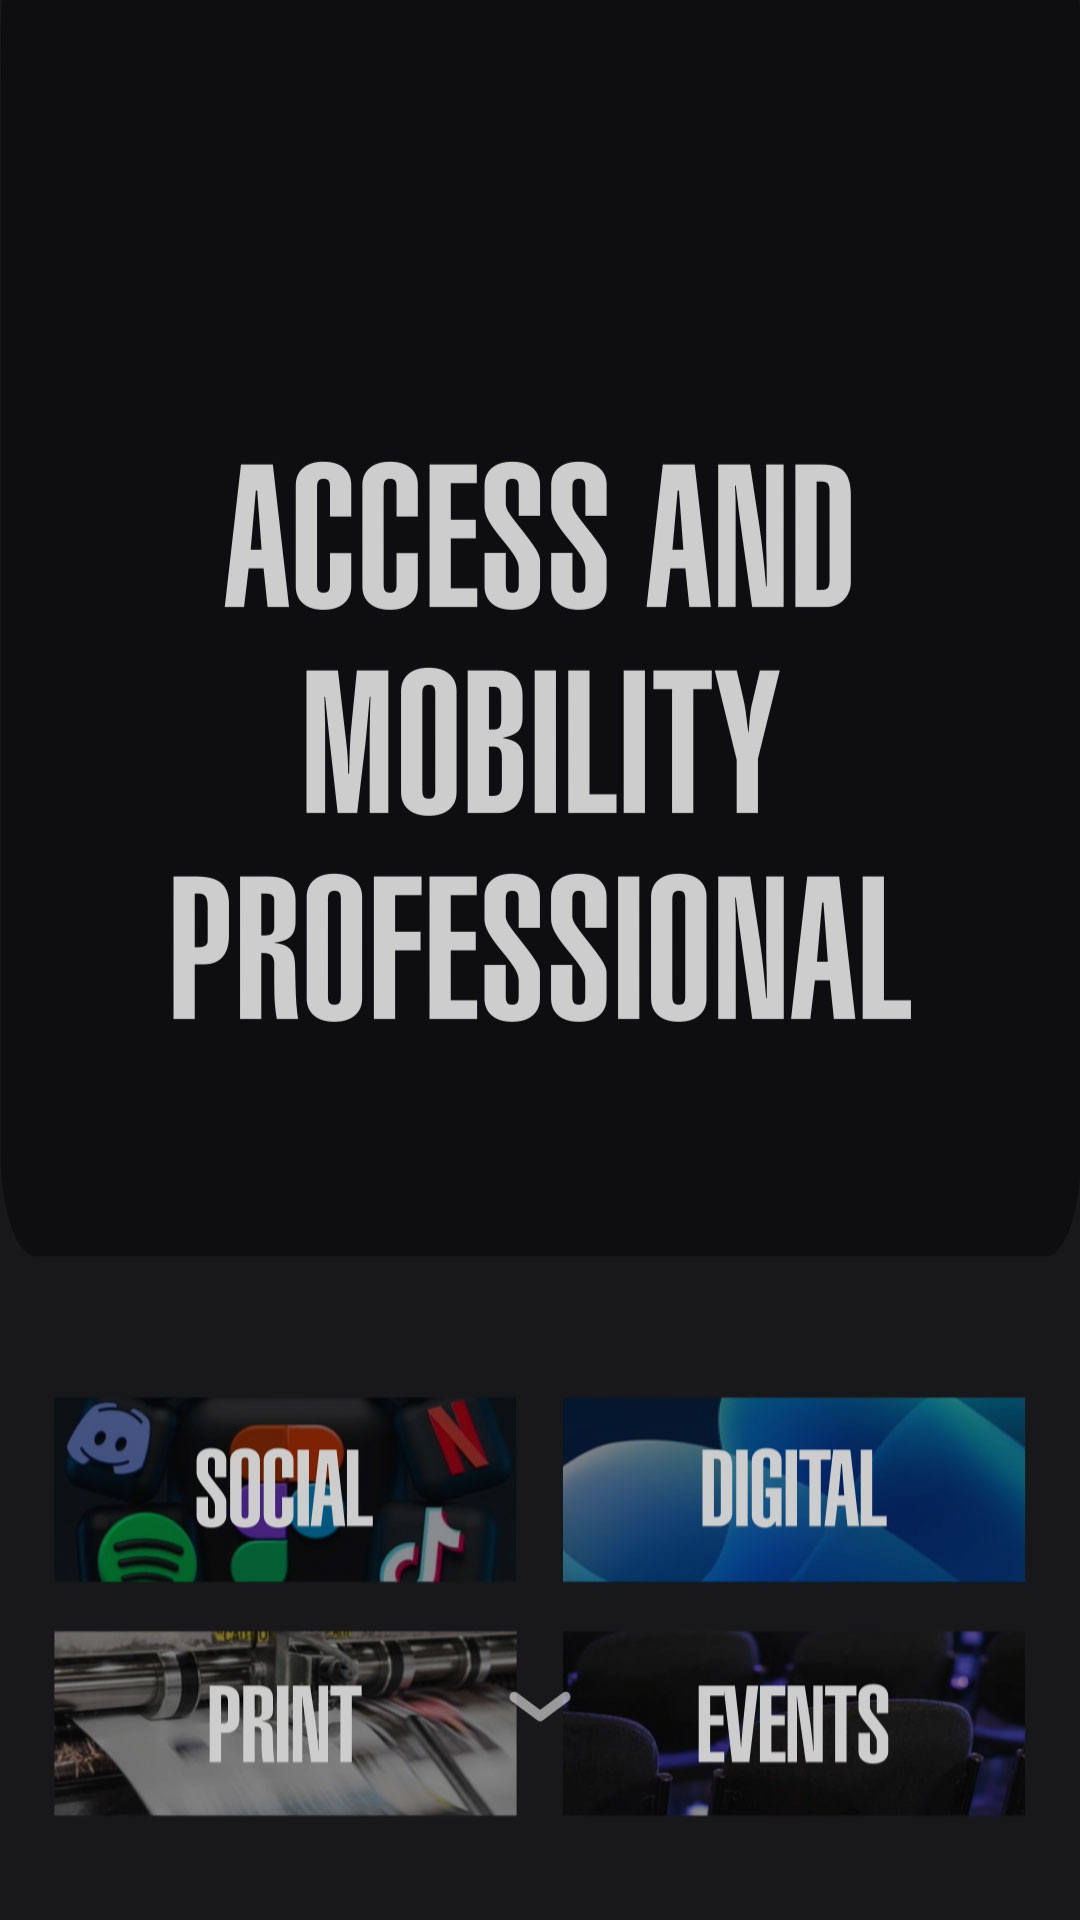 ACCESS AND
MOBILITY
PROFESSIONAL
SOCIAL
DIGITAL
PRINT
EVENTS